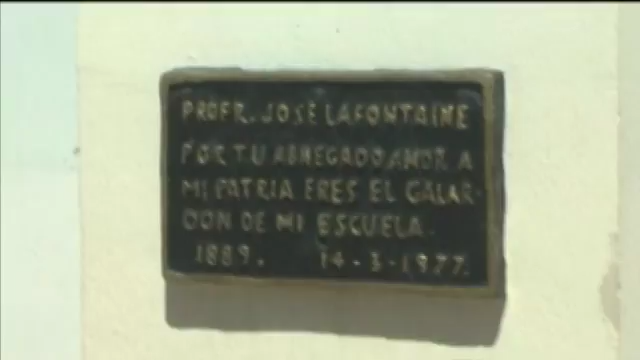 PROFR. JOSE LAFONTAINE
POR TU ABNEGADO AMOR A
MI PATRIA ERES EL GALAR-
DON DE MI ESCUELA.
1889. 14-3-1977.